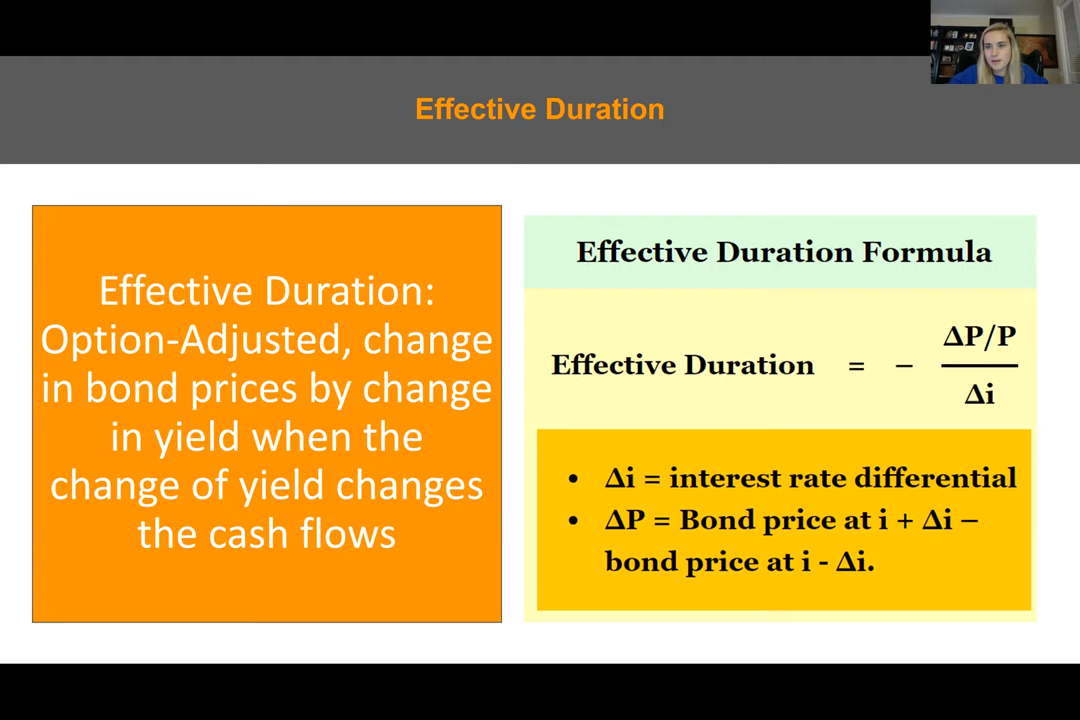 Effective Duration
Effective Duration:
Option-Adjusted, change
in bond prices by change
in yield when the
change of yield changes
the cash flows
Effective Duration Formula
ΔP/P
Effective Duration = −
Δi
• Δi = interest rate differential
• ΔP = Bond price at i + Δi –
bond price at i - Δi.